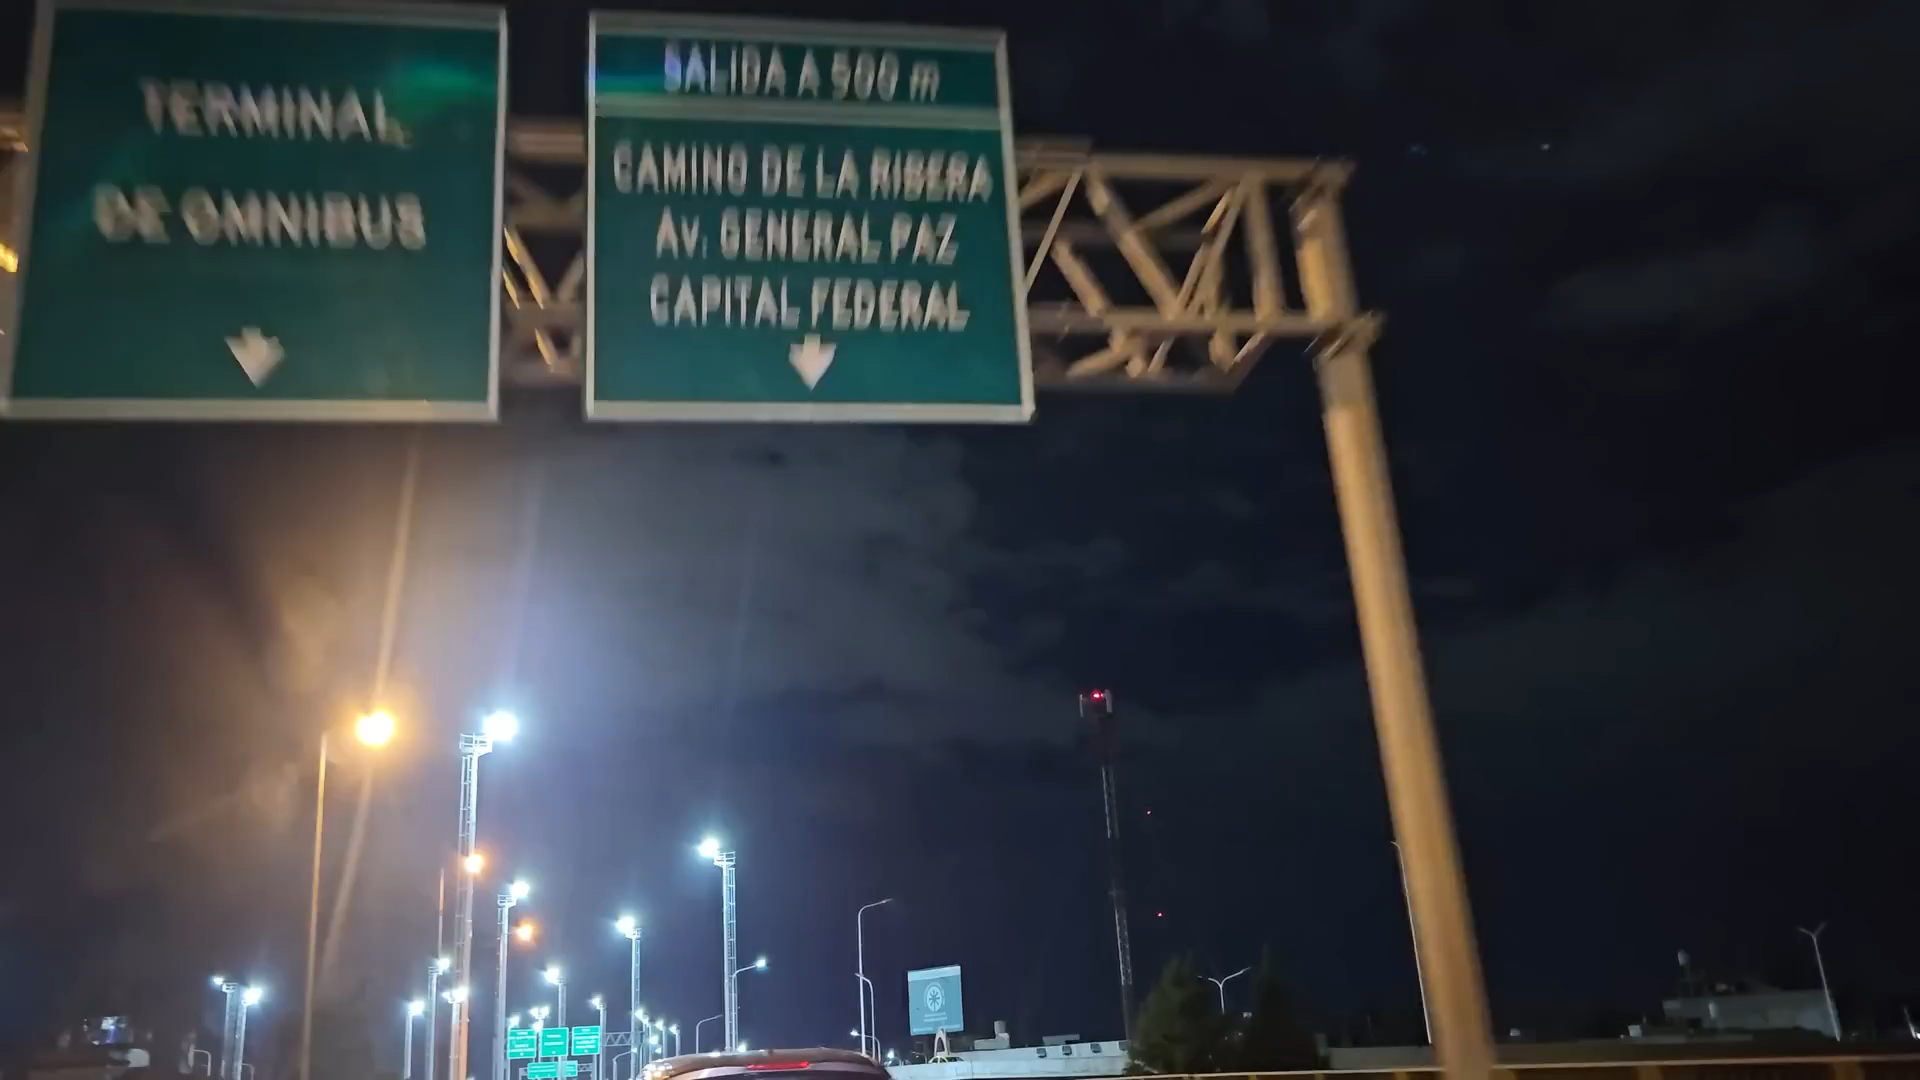 TERMINAL
DE OMNIBUS
SALIDA A 500 m
CAMINO DE LA RIBERA
Av. GENERAL PAZ
CAPITAL FEDERAL